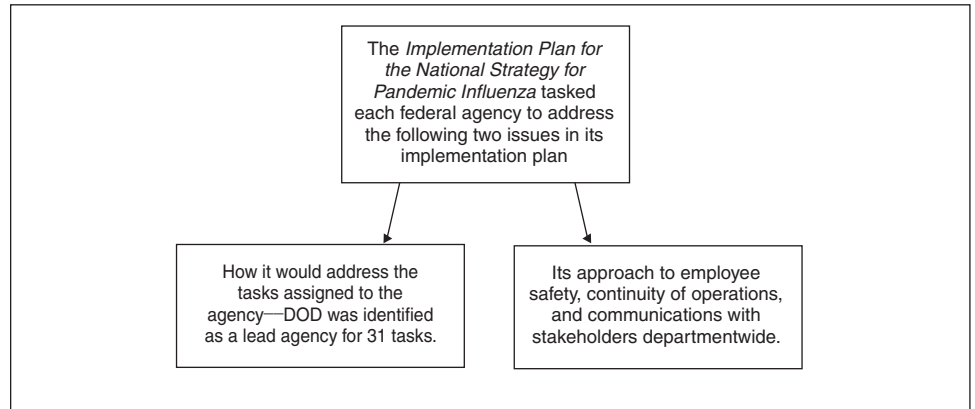 The Implementation Plan for
the National Strategy for
Pandemic Influenza tasked
each federal agency to address
the following two issues in its
implementation plan
How it would address the
tasks assigned to the
agency—DOD was identified
as a lead agency for 31 tasks.
Its approach to employee
safety, continuity of operations,
and communications with
stakeholders departmentwide.